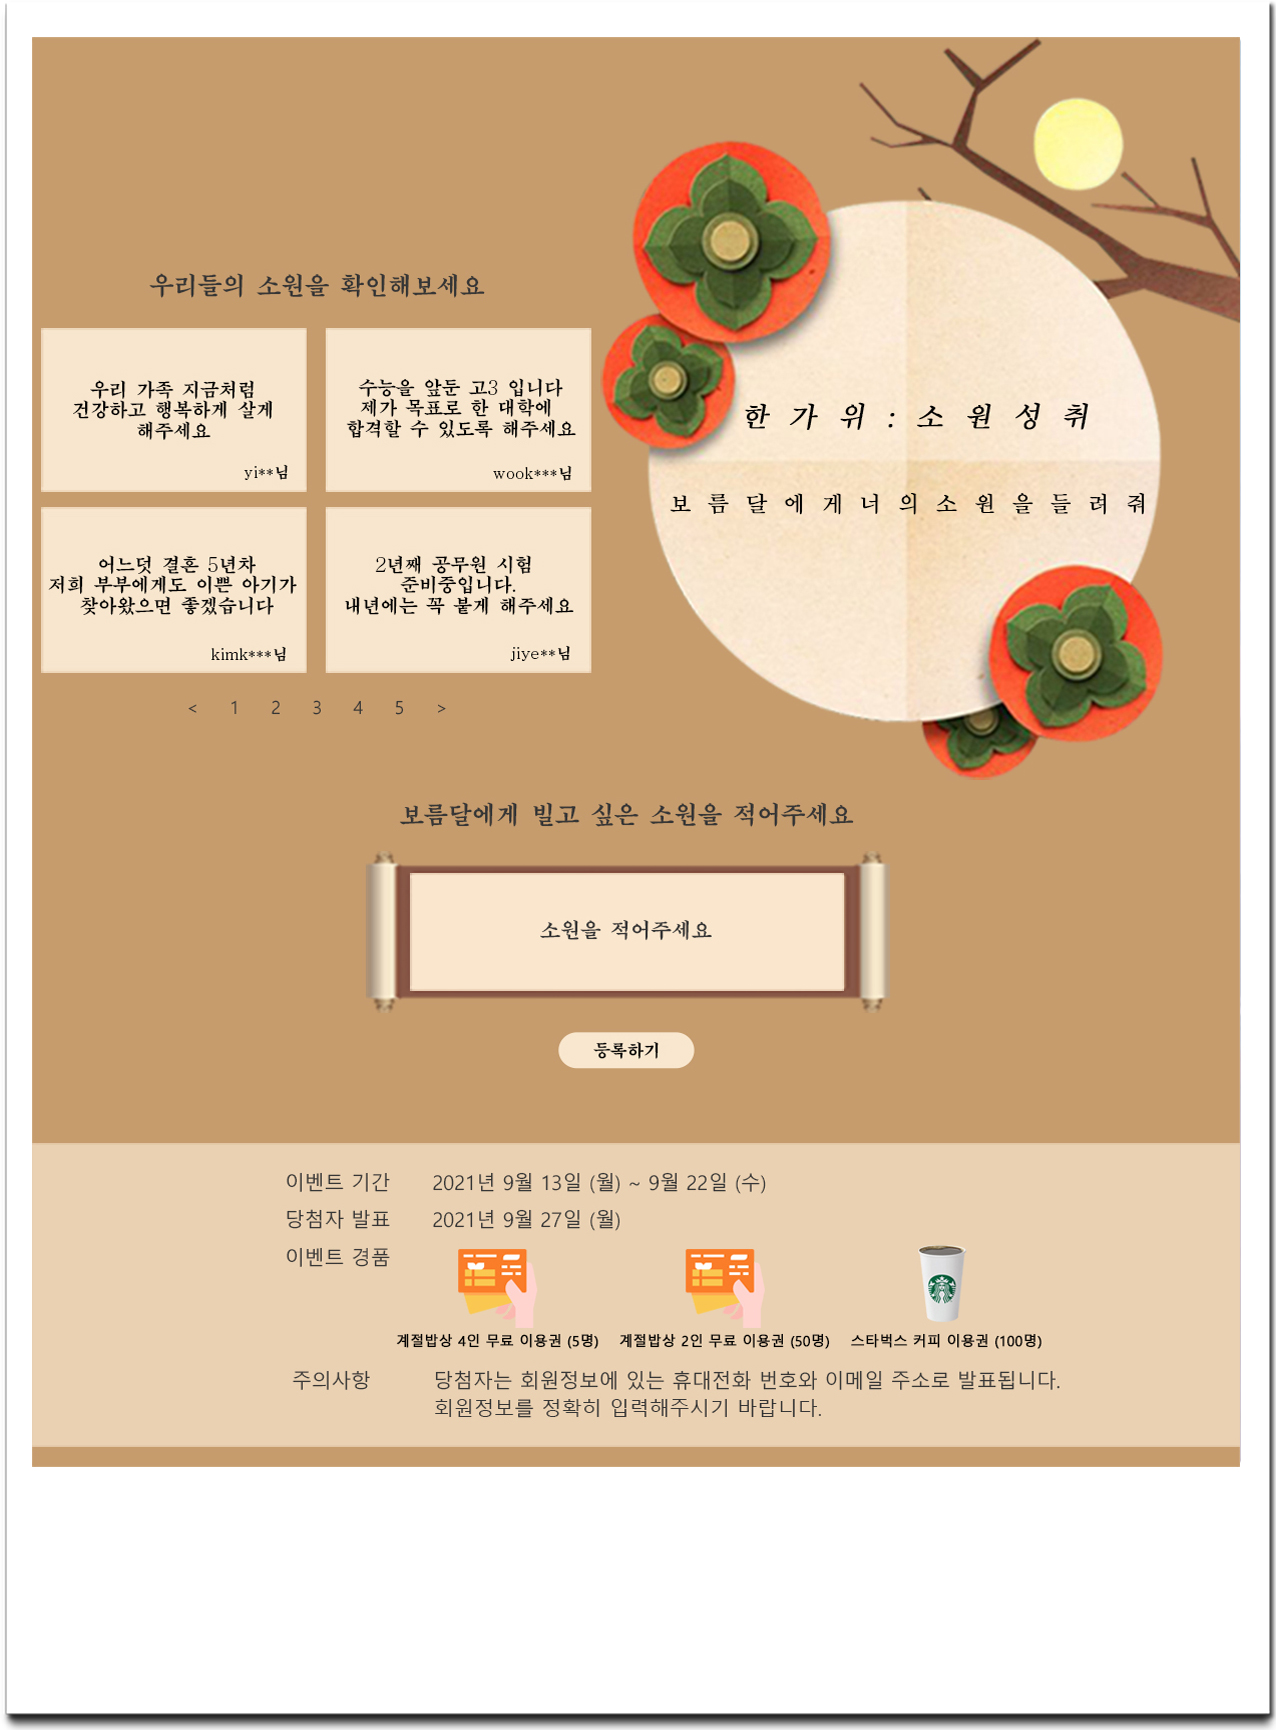 우리들의 소원을 확인해보세요
우리 가족 지금처럼
건강하고 행복하게 살게
해주세요
yi**님
수능을 앞둔 고3 입니다
제가 목표로 한 대학에
합격할 수 있도록 해주세요
wook***님
어느덧 결혼 5년차
저희 부부에게도 이쁜 아기가
찾아왔으면 좋겠습니다
kimk***님
2년째 공무원 시험
준비중입니다.
내년에는 꼭 붙게 해주세요
jiye**님
< 1 2 3 4 5 >
한 가 위 : 소 원 성 취
보 름 달 에 게 너 의 소 원 을 들 려 줘
보름달에게 빌고 싶은 소원을 적어주세요
소원을 적어주세요
등록하기
이벤트 기간 2021년 9월 13일 (월) ~ 9월 22일 (수)
당첨자 발표 2021년 9월 27일 (월)
이벤트 경품
계절밥상 4인 무료 이용권 (5명) 계절밥상 2인 무료 이용권 (50명) 스타벅스 커피 이용권 (100명)
주의사항 당첨자는 회원정보에 있는 휴대전화 번호와 이메일 주소로 발표됩니다.
회원정보를 정확히 입력해주시기 바랍니다.